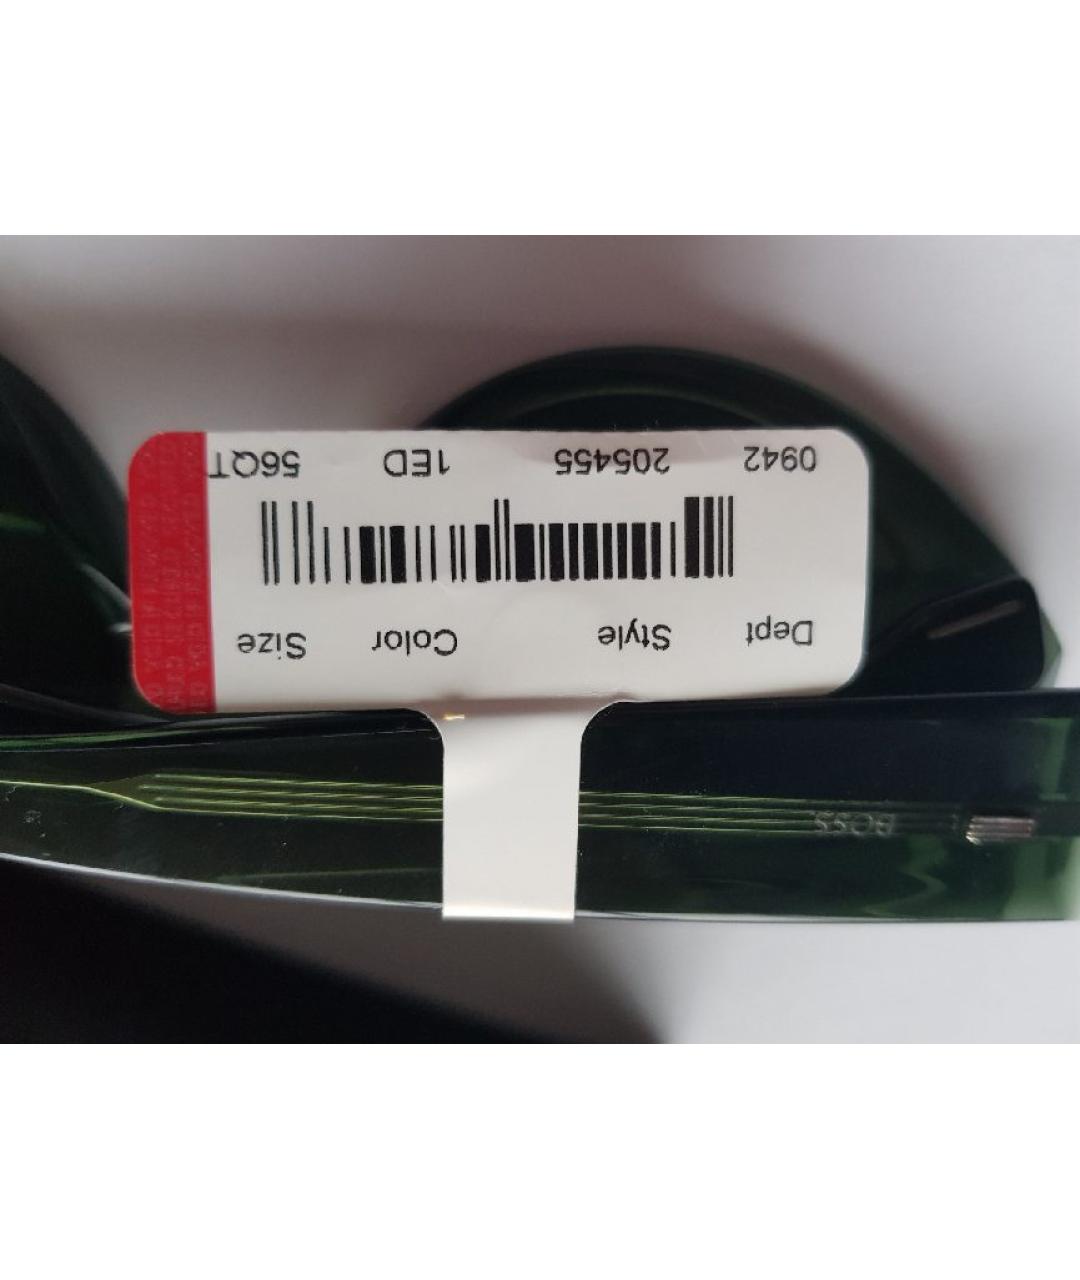 Dept Style Color Size
0942 205455 1ED 56QT
BOSS